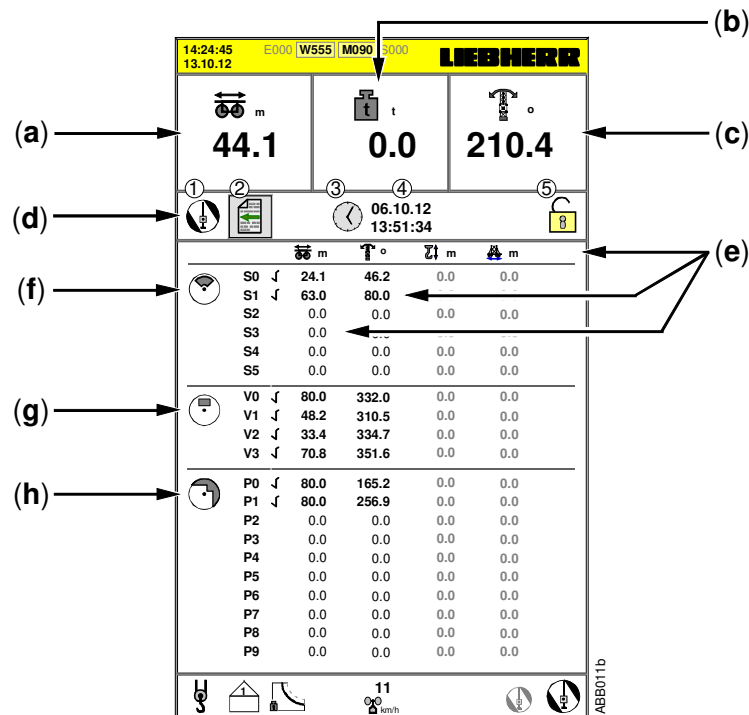 (b)
14:24:45 E000 W555 M090 S000 LIEBHERR
13.10.12
m t t o
(a) 44.1 0.0 210.4 (c)
1 2 3 4 5
(d) 06.10.12
13:51:34
m o m m (e)
(f) S0 24.1 46.2 0.0 0.0
S1 63.0 80.0
S2 0.0 0.0 0.0 0.0
S3 0.0
S4 0.0 0.0 0.0 0.0
S5 0.0 0.0 0.0 0.0
(g) V0 80.0 332.0 0.0 0.0
V1 48.2 310.5 0.0 0.0
V2 33.4 334.7 0.0 0.0
V3 70.8 351.6 0.0 0.0
(h) P0 80.0 165.2 0.0 0.0
P1 80.0 256.9 0.0 0.0
P2 0.0 0.0 0.0 0.0
P3 0.0 0.0 0.0 0.0
P4 0.0 0.0 0.0 0.0
P5 0.0 0.0 0.0 0.0
P6 0.0 0.0 0.0 0.0
P7 0.0 0.0 0.0 0.0
P8 0.0 0.0 0.0 0.0
P9 0.0 0.0 0.0 0.0
1 11
km/h
ABB011b